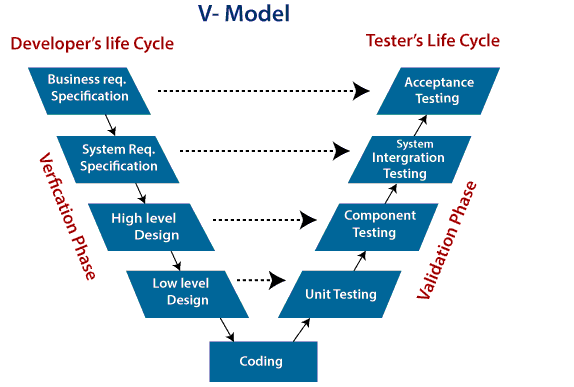 V- Model
Developer's life Cycle
Tester's Life Cycle
Business req.
Specification
Acceptance
Testing
System Req.
Specification
System
Intergration
Testing
Verfication Phase
High level
Design
Component
Testing
Validation Phase
Low level
Design
Unit Testing
Coding